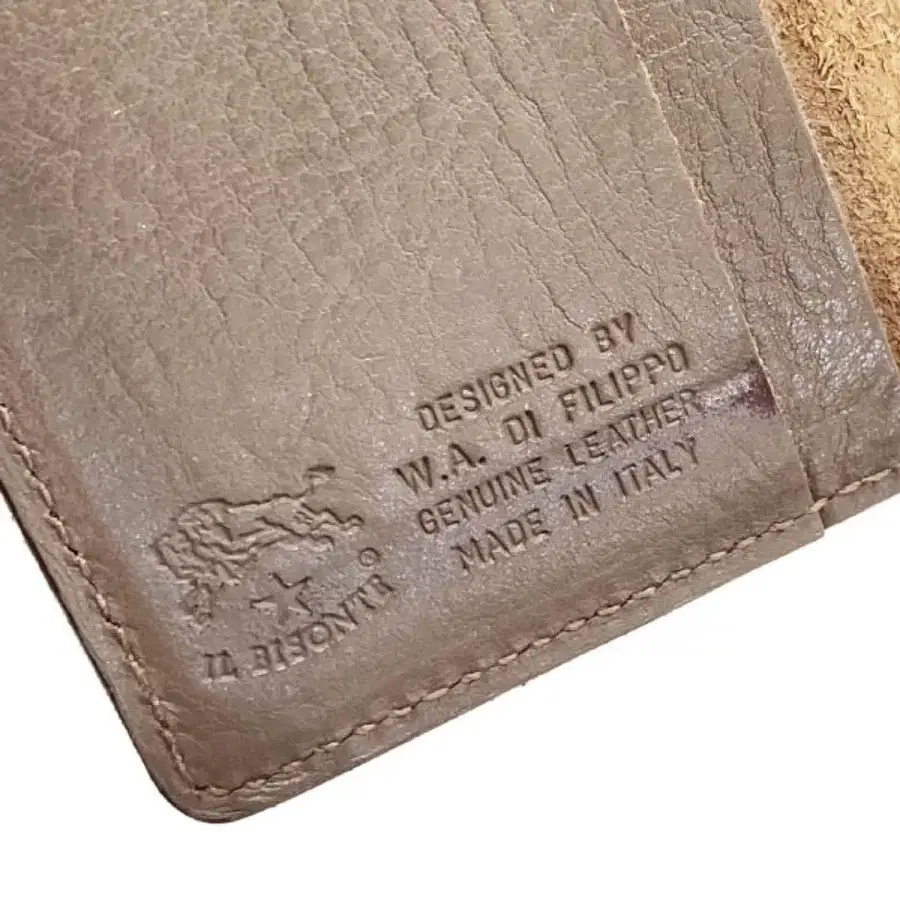 DESIGNED BY
W.A. DI FILIPPO
GENUINE LEATHER
MADE IN ITALY
IL BISONTE